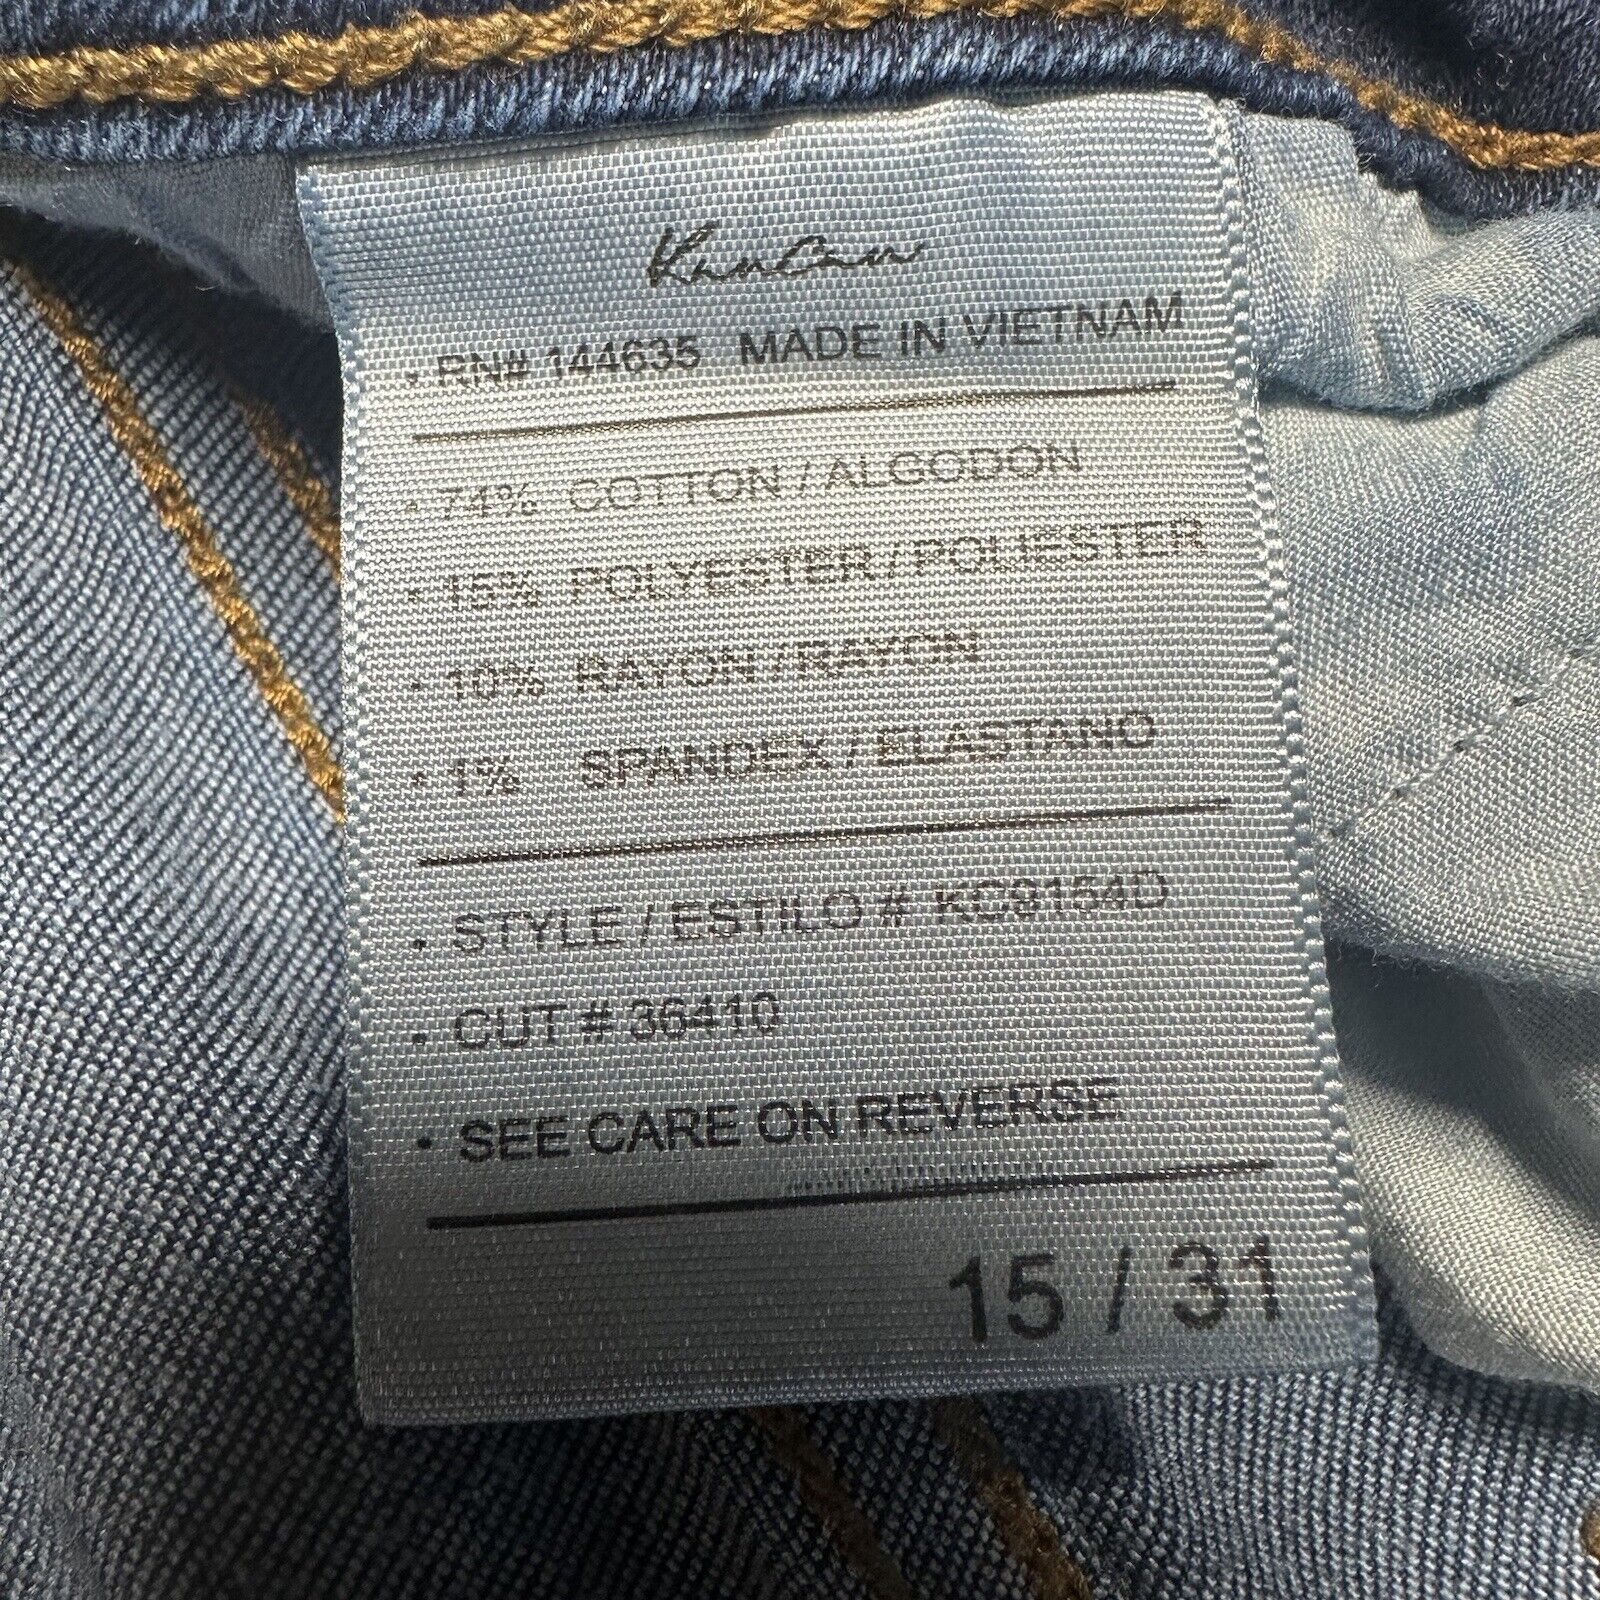 KanCan
• RN# 144635 MADE IN VIETNAM
• 74% COTTON / ALGODON
• 15% POLYESTER / POLIESTER
• 10% RAYON / RAYON
• 1% SPANDEX / ELASTANO
• STYLE / ESTILO # KC9154D
• CUT # 36410
• SEE CARE ON REVERSE
15 / 31